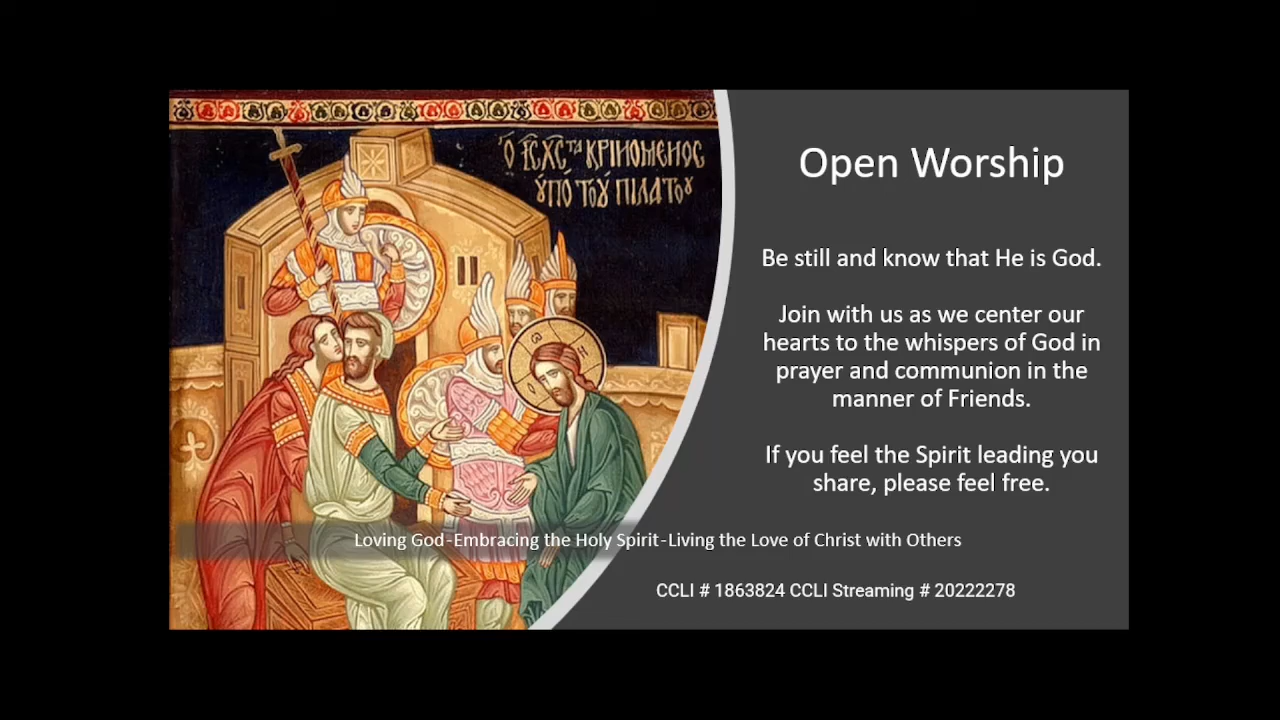 ὁ ῙϹ Χ̅Ϲ ΚΡΙΝΟΜΕΝΟϹ
ὑΠΌ ΤΟΥ͂ ΠΙΛΑΤΟΥ
Open Worship
Be still and know that He is God.
Join with us as we center our
hearts to the whispers of God in
prayer and communion in the
manner of Friends.
If you feel the Spirit leading you
share, please feel free.
Loving God-Embracing the Holy Spirit-Living the Love of Christ with Others
CCLI # 1863824 CCLI Streaming # 20222278